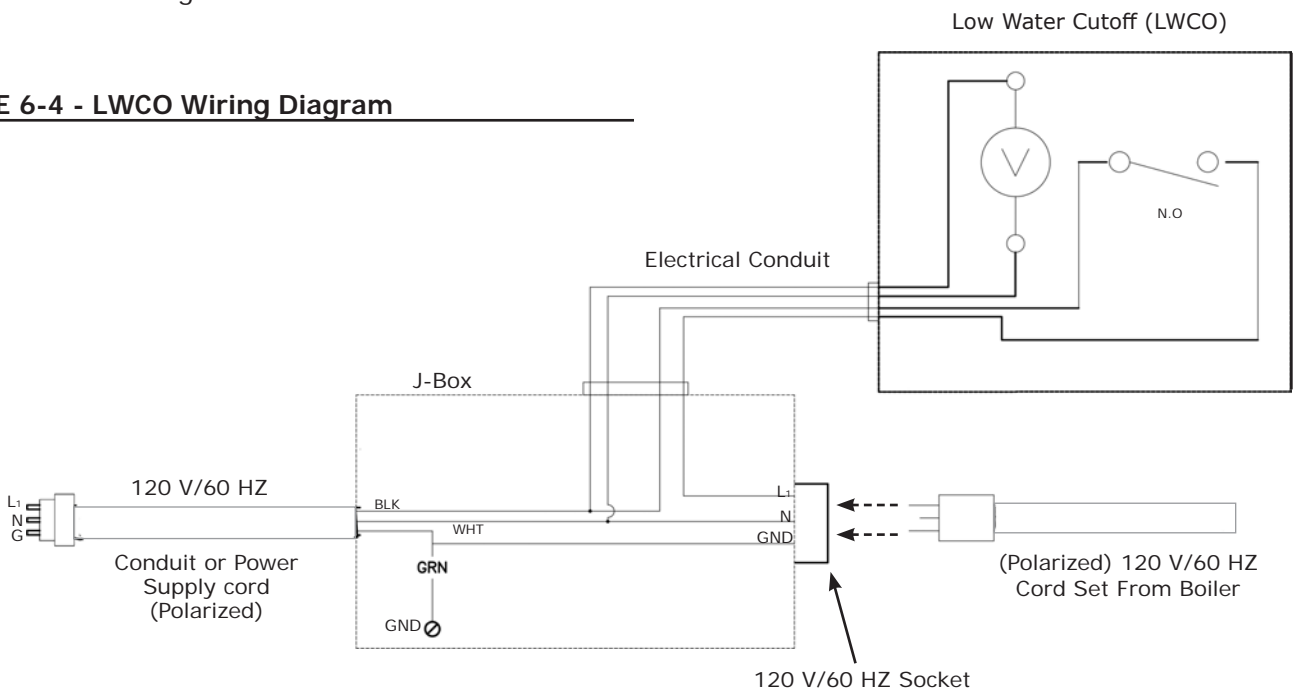 Low Water Cutoff (LWCO)
E 6-4 - LWCO Wiring Diagram
V
N.O
Electrical Conduit
J-Box
120 V/60 HZ
L1
N
G
BLK
WHT
GRN
GND
L1
N
GND
Conduit or Power
Supply cord
(Polarized)
(Polarized) 120 V/60 HZ
Cord Set From Boiler
120 V/60 HZ Socket